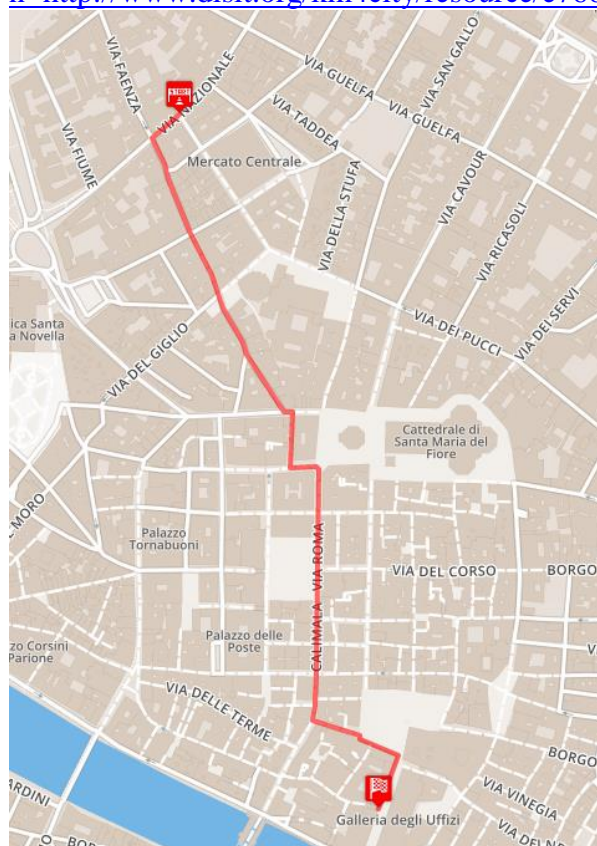 VIA FAENZA
VIA NAZIONALE
VIA GUELFA
VIA SAN GALLO
START
VIA TADDEA
VIA GUELFA
VIA FIUME
Mercato Centrale
VIA DELLA STUFA
VIA CAVOUR
VIA RICASOLI
VIA DEI SERVI
ica Santa
a Novella
VIA DEL GIGLIO
VIA DEI PUCCI
Cattedrale di
Santa Maria del
Fiore
MORO
Palazzo
Tornabuoni
CALIMALA VIA ROMA
VIA DEL CORSO
BORGO
Palazzo delle
Poste
zo Corsini
Parione
VIA DELLE TERME
BORGO
VIA VINEGIA
ARDINI
Galleria degli Uffizi